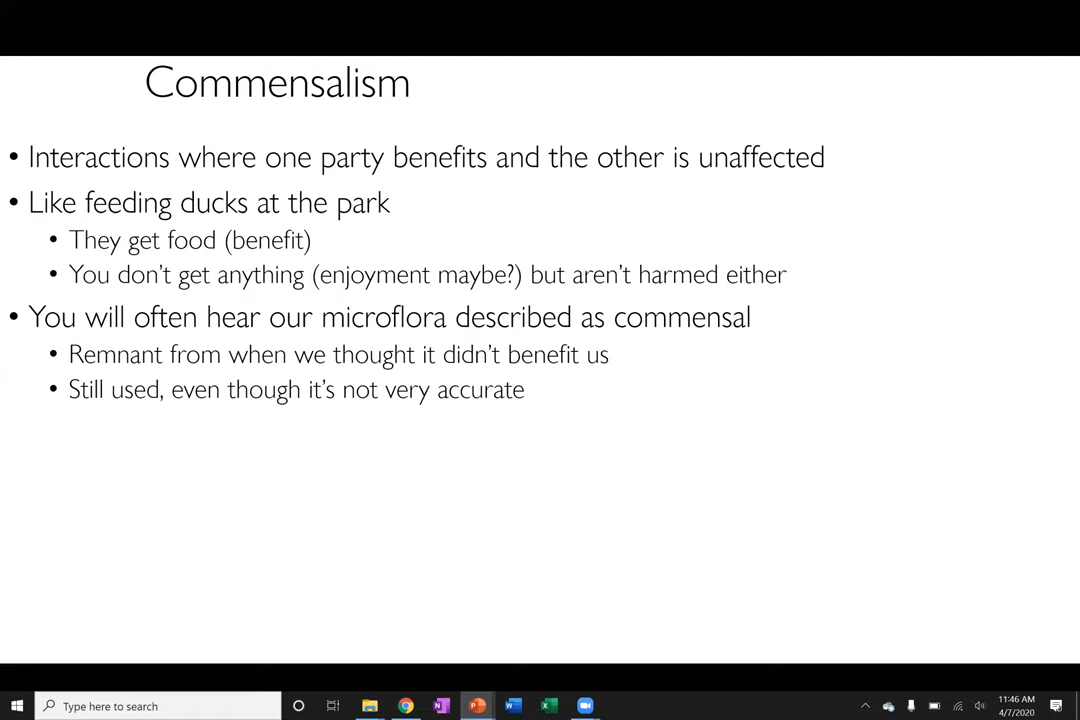 Commensalism
• Interactions where one party benefits and the other is unaffected
• Like feeding ducks at the park
• They get food (benefit)
• You don't get anything (enjoyment maybe?) but aren't harmed either
• You will often hear our microflora described as commensal
• Remnant from when we thought it didn't benefit us
• Still used, even though it's not very accurate
Type here to search
11:46 AM
4/7/2020